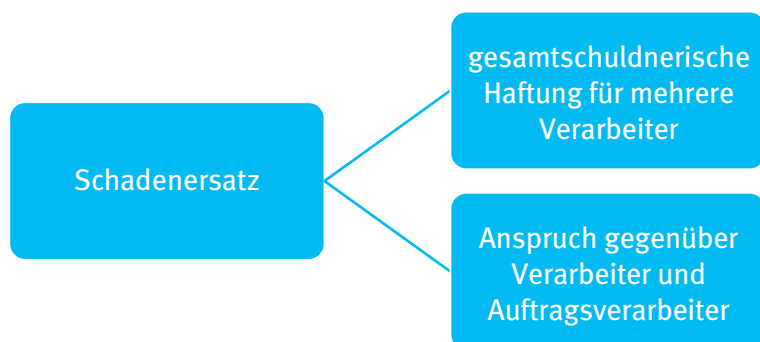 Schadenersatz
gesamtschuldnerische
Haftung für mehrere
Verarbeiter
Anspruch gegenüber
Verarbeiter und
Auftragsverarbeiter